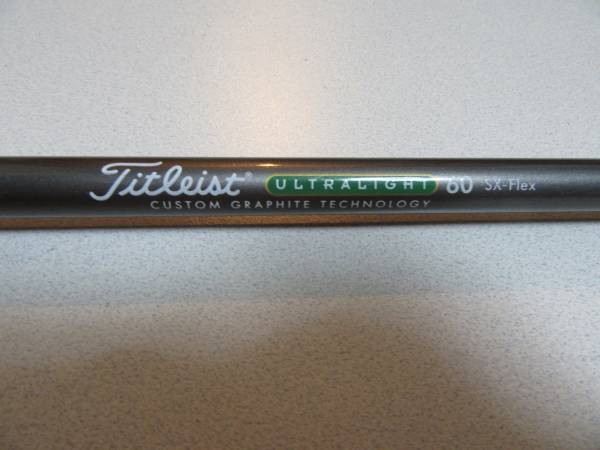 Titleist® ULTRALIGHT 60 SX-Flex
CUSTOM GRAPHITE TECHNOLOGY